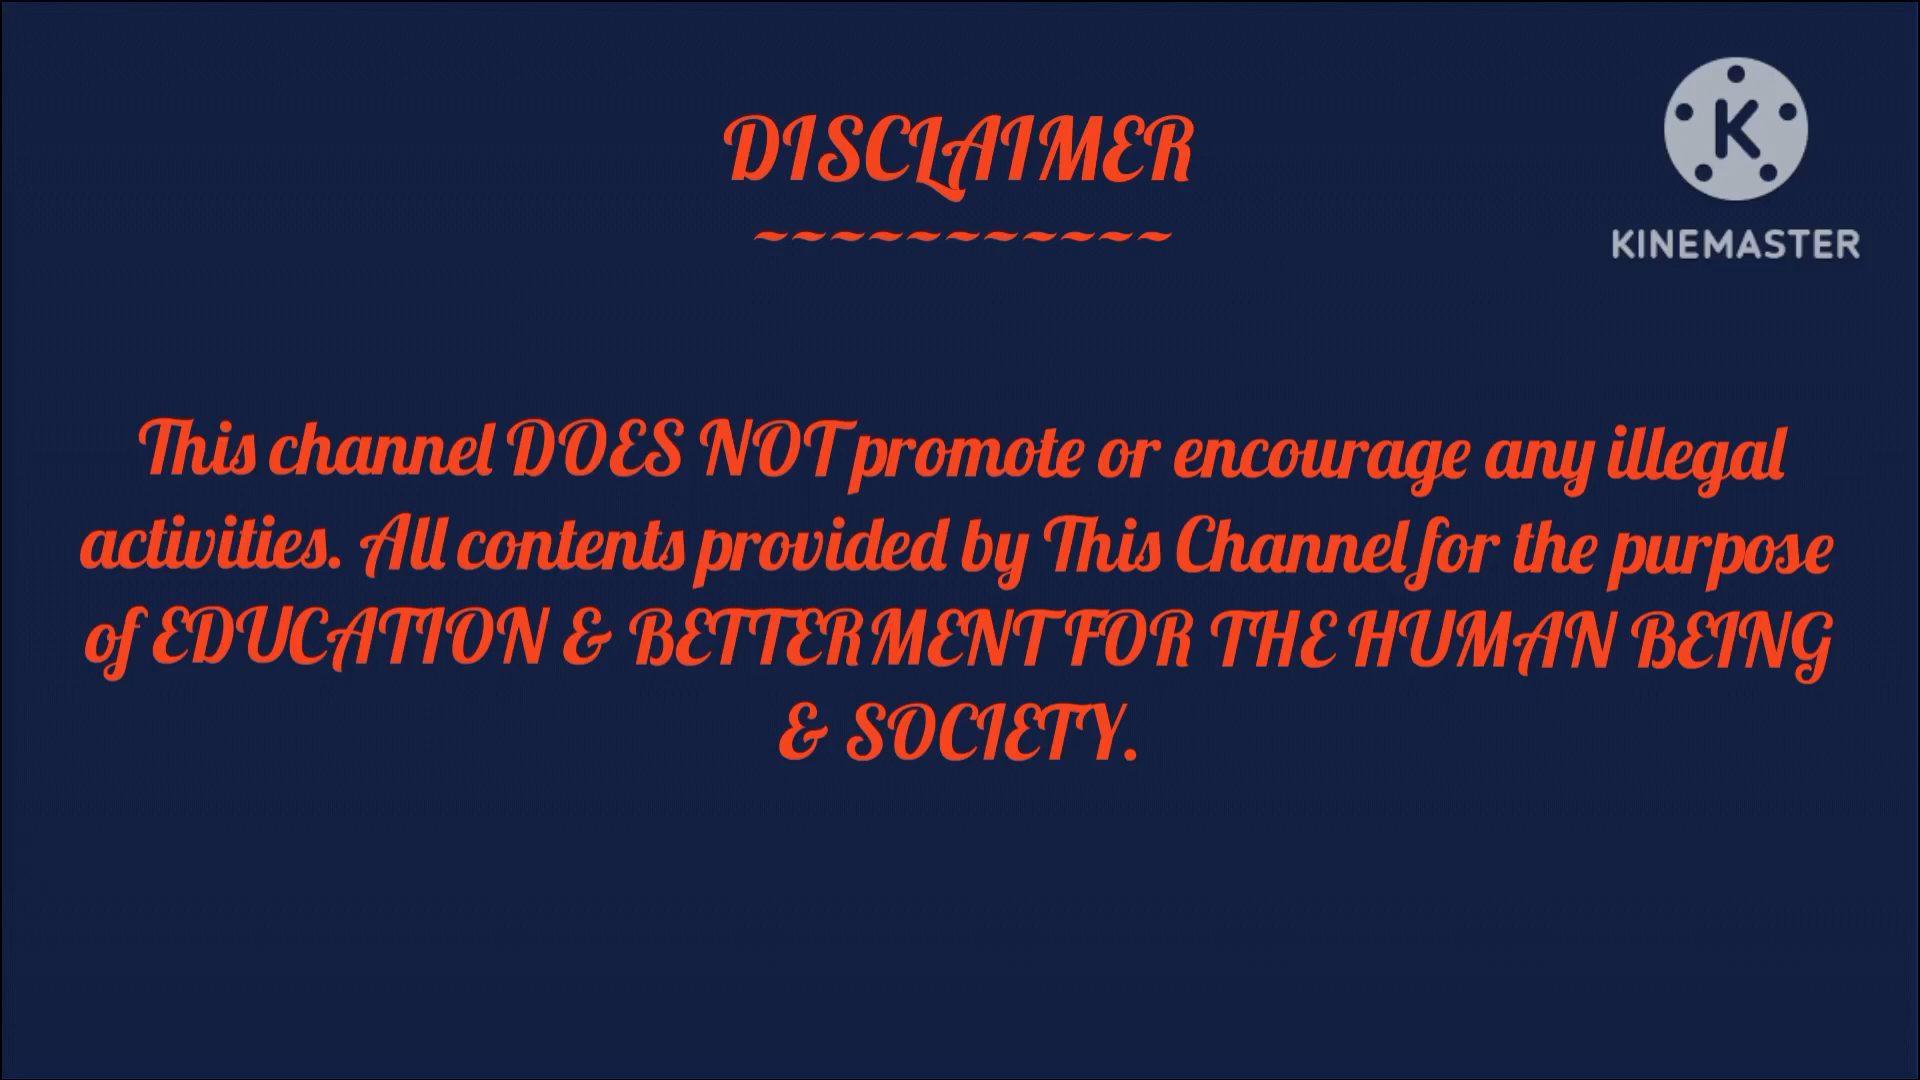 DISCLAIMER
~~~~~~~~~~~
K
KINEMASTER
This channel DOES NOT promote or encourage any illegal
activities. All contents provided by This Channel for the purpose
of EDUCATION & BETTERMENT FOR THE HUMAN BEING
& SOCIETY.